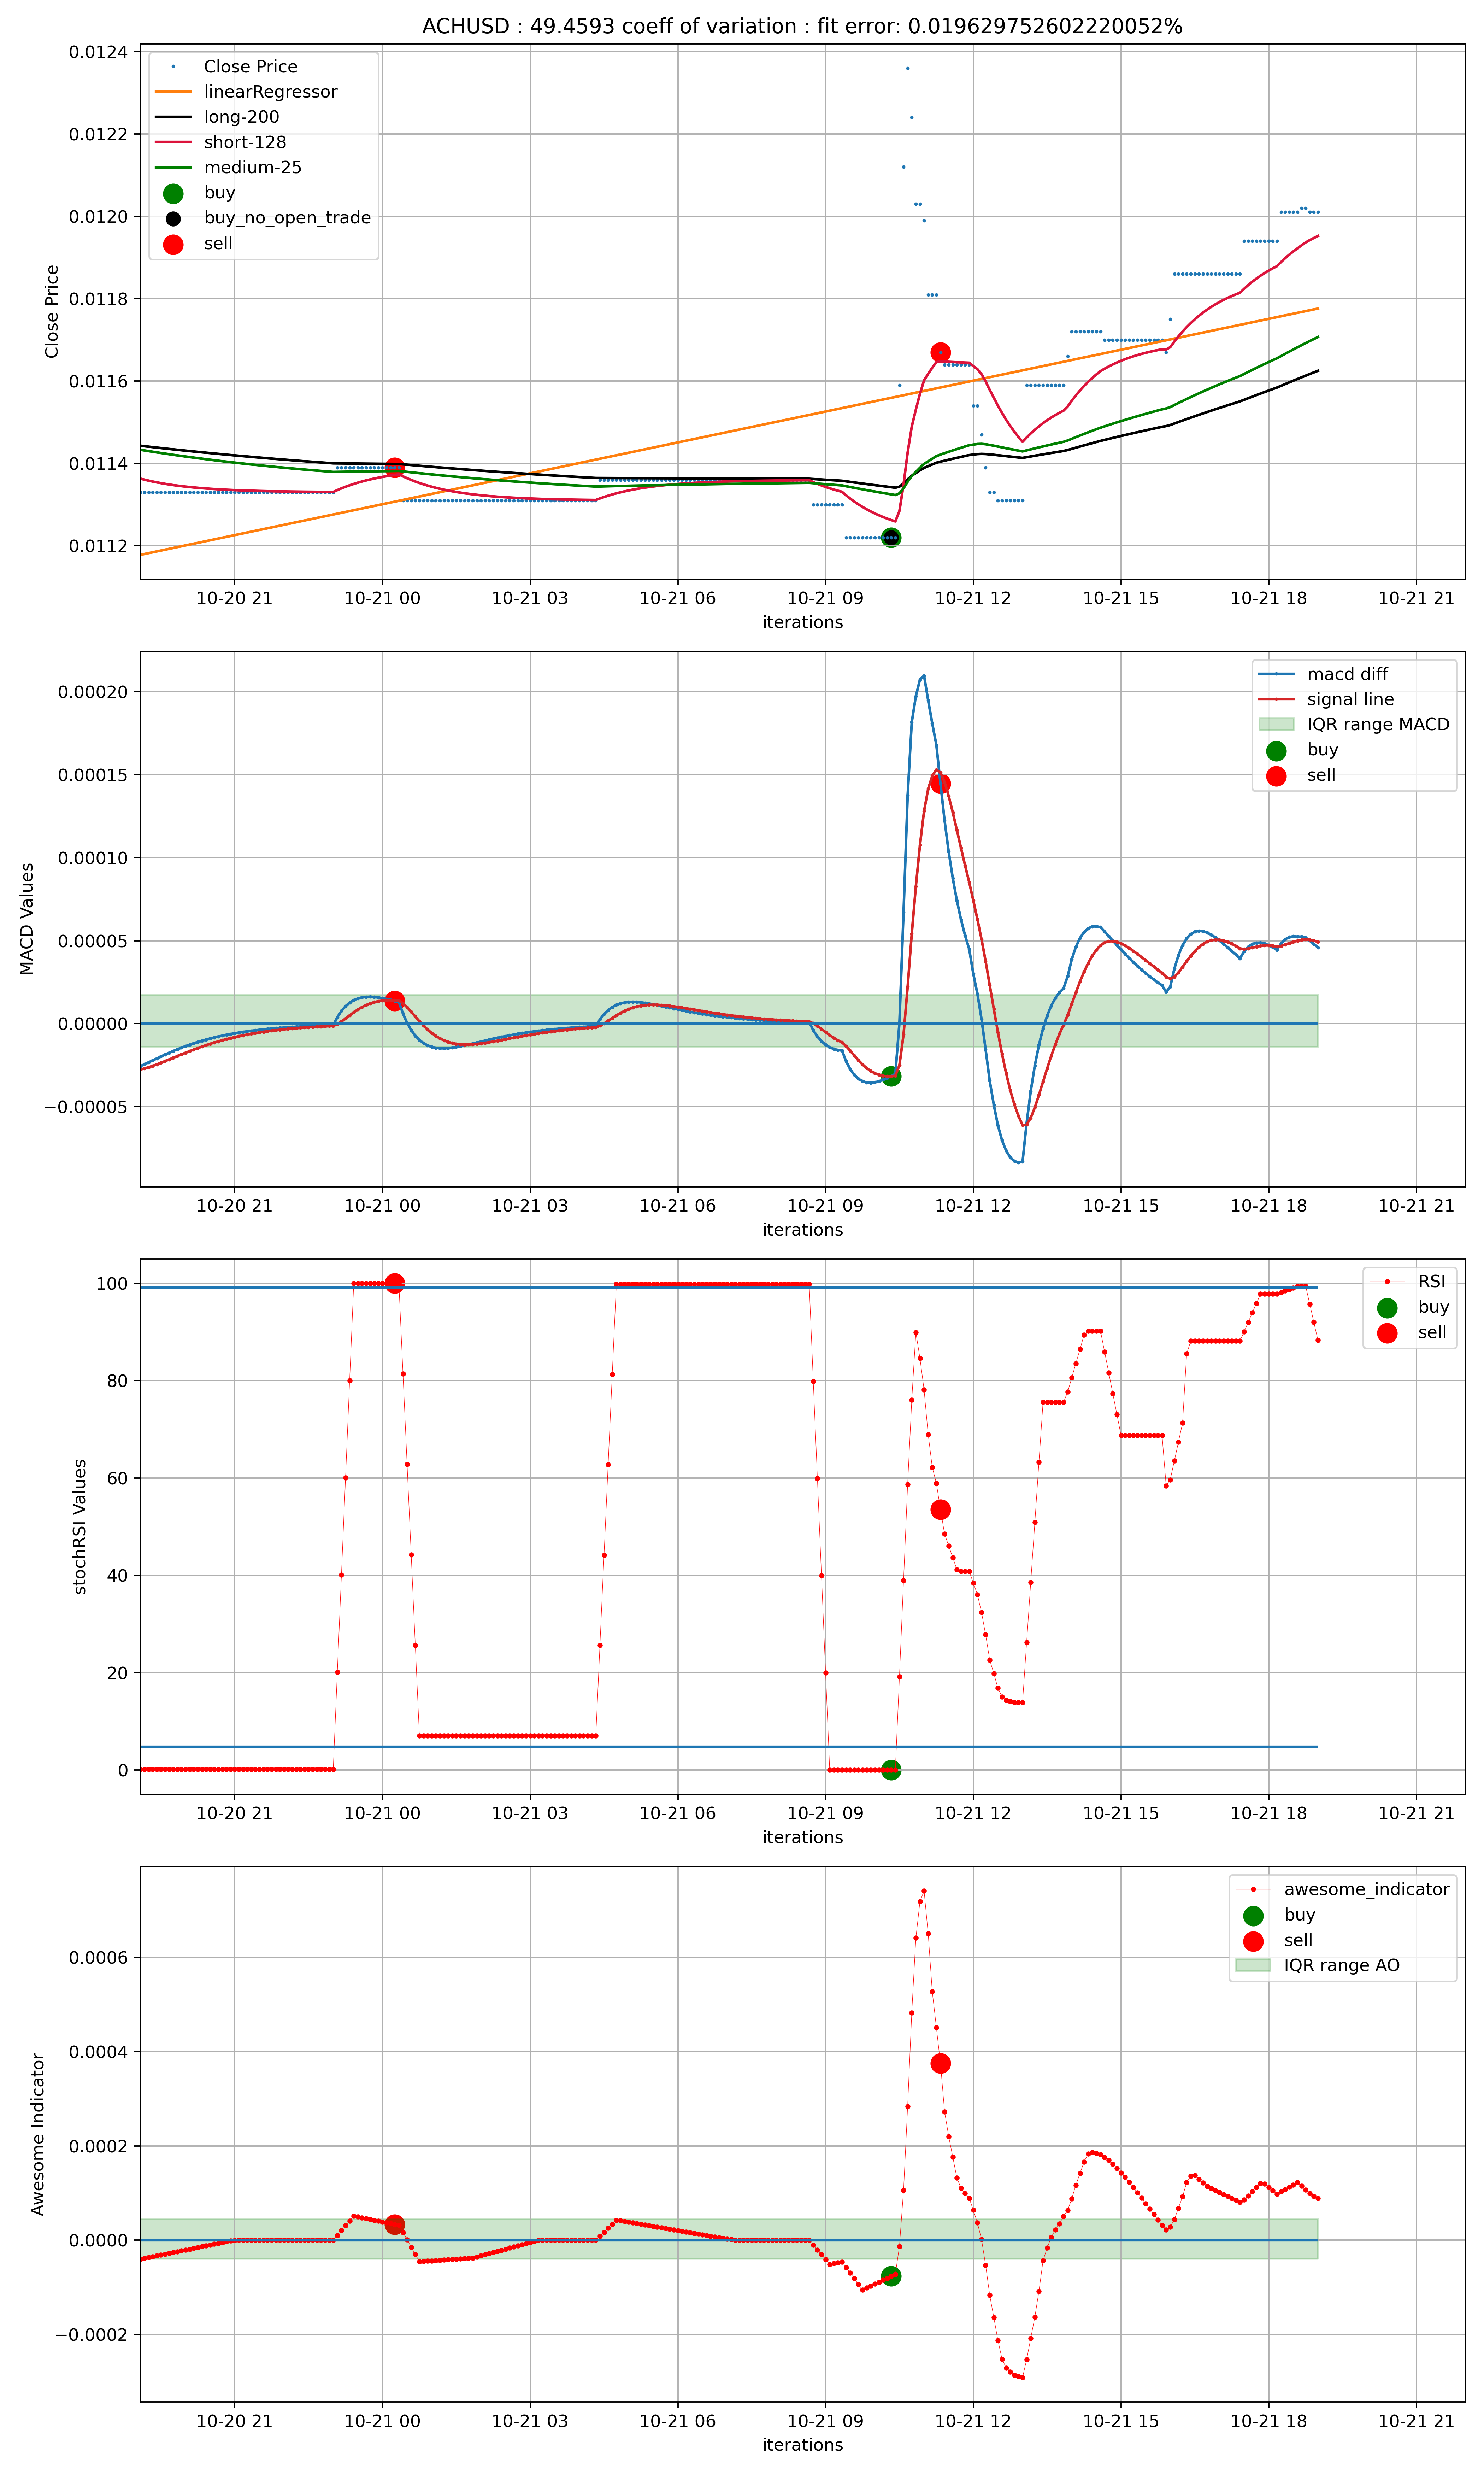 ACHUSD : 49.4593 coeff of variation : fit error: 0.019629752602220052%
0.0124
0.0122
0.0120
0.0118
0.0116
0.0114
0.0112
Close Price
Close Price
linearRegressor
long-200
short-128
medium-25
buy
buy_no_open_trade
sell
10-20 21
10-21 00
10-21 03
10-21 06
10-21 09
10-21 12
10-21 15
10-21 18
10-21 21
iterations
0.00020
0.00015
0.00010
0.00005
0.00000
−0.00005
MACD Values
macd diff
signal line
IQR range MACD
buy
sell
10-20 21
10-21 00
10-21 03
10-21 06
10-21 09
10-21 12
10-21 15
10-21 18
10-21 21
iterations
100
80
60
40
20
0
stochRSI Values
RSI
buy
sell
10-20 21
10-21 00
10-21 03
10-21 06
10-21 09
10-21 12
10-21 15
10-21 18
10-21 21
iterations
0.0006
0.0004
0.0002
0.0000
−0.0002
Awesome Indicator
awesome_indicator
buy
sell
IQR range AO
10-20 21
10-21 00
10-21 03
10-21 06
10-21 09
10-21 12
10-21 15
10-21 18
10-21 21
iterations